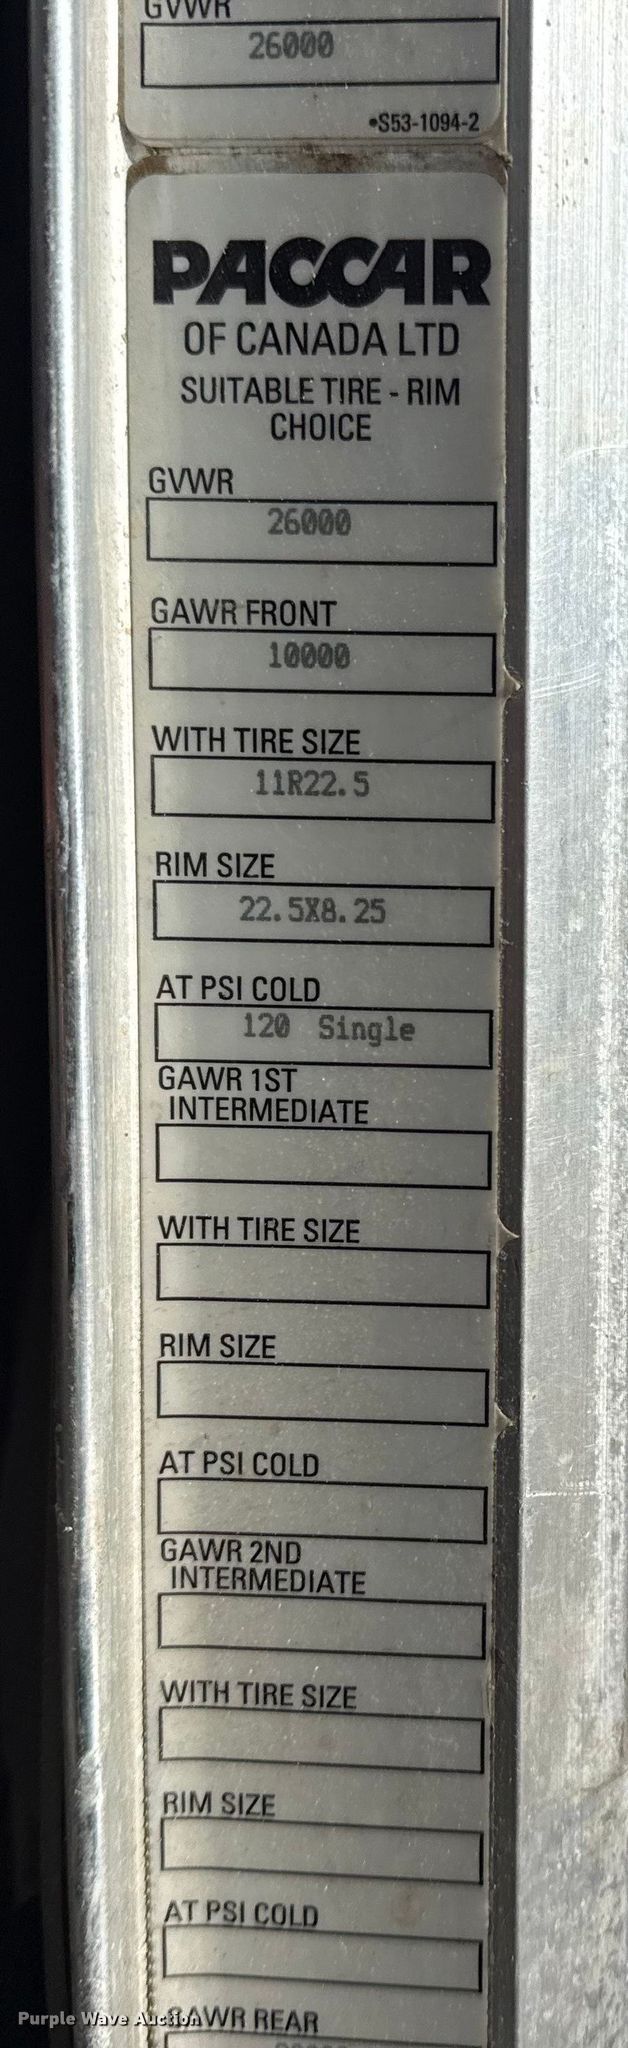 GVWR
26000
•S53-1094-2
PACCAR
OF CANADA LTD
SUITABLE TIRE - RIM
CHOICE
GVWR
26000
GAWR FRONT
10000
WITH TIRE SIZE
11R22.5
RIM SIZE
22.5X8.25
AT PSI COLD
120 Single
GAWR 1ST
INTERMEDIATE
WITH TIRE SIZE
RIM SIZE
AT PSI COLD
GAWR 2ND
INTERMEDIATE
WITH TIRE SIZE
RIM SIZE
AT PSI COLD
GAWR REAR
Purple Wave Auction